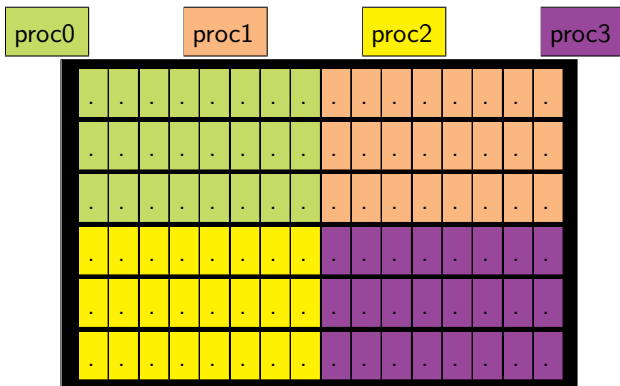 proc0 proc1 proc2 proc3
. . . . . . . . . . . . . . . .
. . . . . . . . . . . . . . . .
. . . . . . . . . . . . . . . .
. . . . . . . . . . . . . . . .
. . . . . . . . . . . . . . . .
. . . . . . . . . . . . . . . .